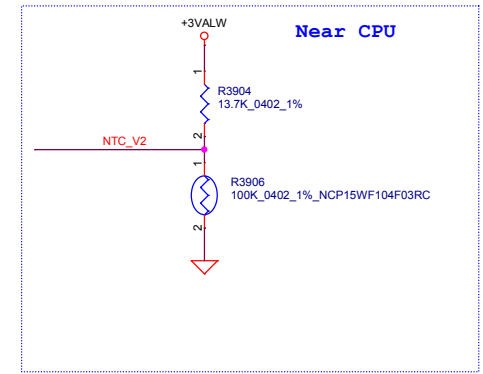 +3VALW
Near CPU
1
R3904
13.7K_0402_1%
2
NTC_V2
1
R3906
100K_0402_1%_NCP15WF104F03RC
2